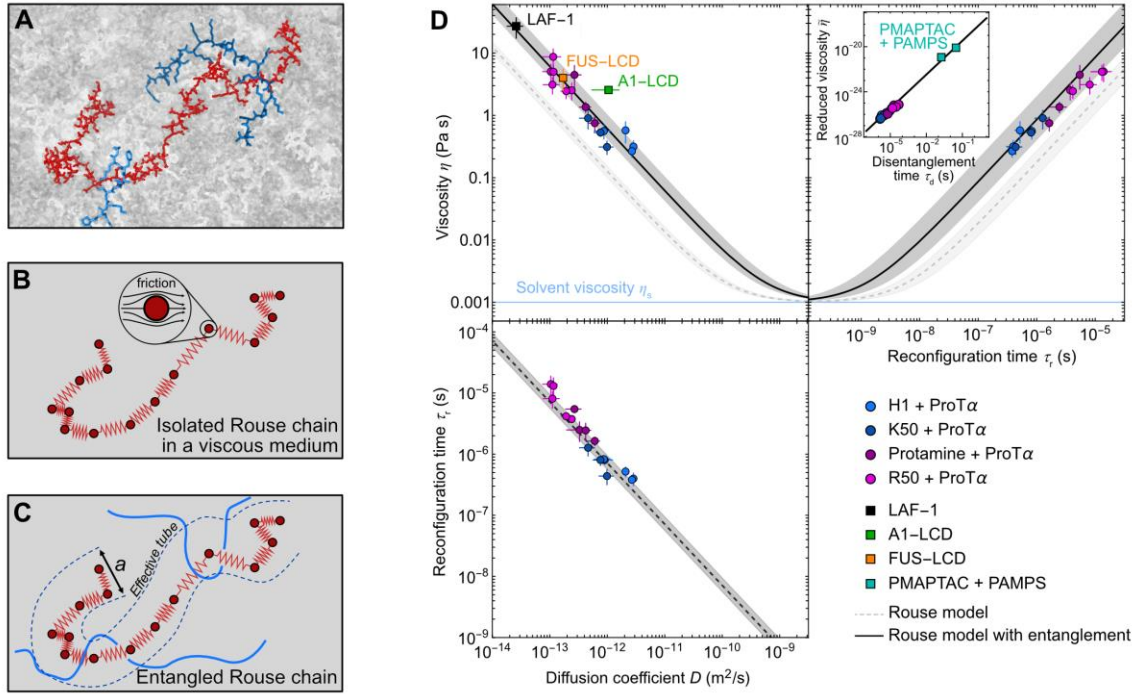 A
B
friction
Isolated Rouse chain
in a viscous medium
C
a
Effective tube
Entangled Rouse chain
D
Viscosity η (Pa s)
10
1
0.1
0.01
0.001
LAF−1
FUS−LCD
A1−LCD
Solvent viscosity ηs
Reduced viscosity η̄
10⁻²⁰
10⁻²³
10⁻²⁶
PMAPTAC
+ PAMPS
10⁻⁵ 10⁻² 10
Disentanglement
time τd (s)
10⁻⁹ 10⁻⁸ 10⁻⁷ 10⁻⁶ 10⁻⁵
Reconfiguration time τr (s)
Reconfiguration time τr (s)
10⁻⁴
10⁻⁵
10⁻⁶
10⁻⁷
10⁻⁸
10⁻⁹
10⁻¹⁴ 10⁻¹³ 10⁻¹² 10⁻¹¹ 10⁻¹⁰ 10⁻⁹
Diffusion coefficient D (m²/s)
H1 + ProTα
K50 + ProTα
Protamine + ProTα
R50 + ProTα
LAF−1
A1−LCD
FUS−LCD
PMAPTAC + PAMPS
Rouse model
Rouse model with entanglement